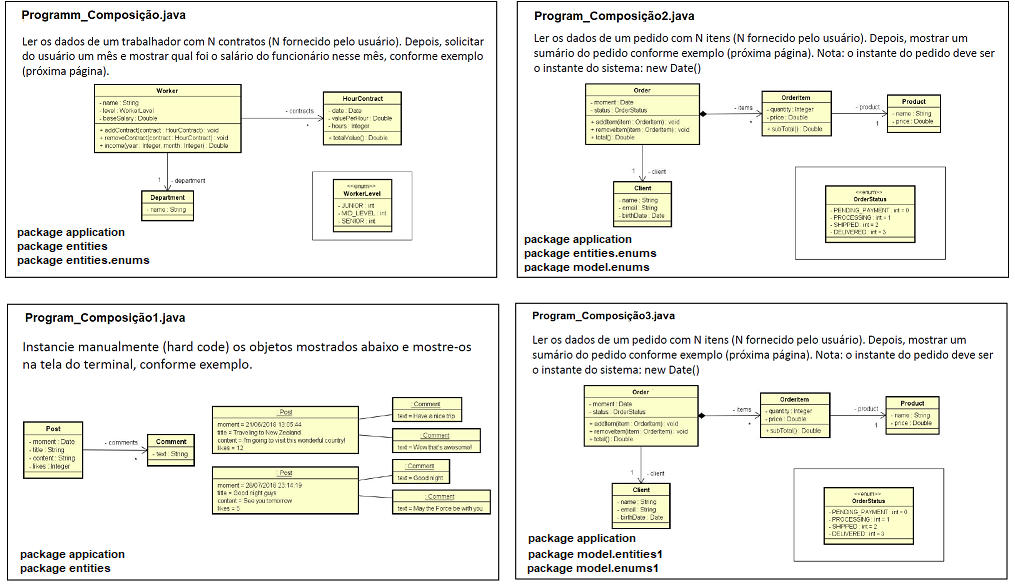 Programm_Composição.java
Ler os dados de um trabalhador com N contratos (N fornecido pelo usuário). Depois, solicitar
do usuário um mês e mostrar qual foi o salário do funcionário nesse mês, conforme exemplo
(próxima página).
Worker
- name : String
- level : WorkerLevel
- baseSalary : Double
+ addContract(contract : HourContract) : void
+ removeContract(contract : HourContract) : void
+ income(year : Integer, month : Integer) : Double
- contracts
*
HourContract
- date : Date
- valuePerHour : Double
- hours : Integer
+ totalValue() : Double
1
- department
Department
- name : String
<<enum>>
WorkerLevel
- JUNIOR : int
- MID_LEVEL : int
- SENIOR : int
package application
package entities
package entities.enums
Program_Composição2.java
Ler os dados de um pedido com N itens (N fornecido pelo usuário). Depois, mostrar um
sumário do pedido conforme exemplo (próxima página). Nota: o instante do pedido deve ser
o instante do sistema: new Date()
Order
- moment : Date
- status : OrderStatus
+ addItem(item : OrderItem) : void
+ removeItem(item : OrderItem) : void
+ total() : Double
- items
*
OrderItem
- quantity : Integer
- price : Double
+ subTotal() : Double
- product
1
Product
- name : String
- price : Double
1
- client
Client
- name : String
- email : String
- birthDate : Date
<<enum>>
OrderStatus
- PENDING_PAYMENT : int = 0
- PROCESSING : int = 1
- SHIPPED : int = 2
- DELIVERED : int = 3
package application
package entities.enums
package model.enums
Program_Composição1.java
Instancie manualmente (hard code) os objetos mostrados abaixo e mostre-os
na tela do terminal, conforme exemplo.
Post
- moment : Date
- title : String
- content : String
- likes : Integer
- comments
*
Comment
- text : String
: Post
moment = 21/06/2018 13:05:44
title = Traveling to New Zealand
content = I'm going to visit this wonderful country!
likes = 12
: Comment
text = Have a nice trip
: Comment
text = Wow that's awesome!
: Post
moment = 28/07/2018 23:14:19
title = Good night guys
content = See you tomorrow
likes = 5
: Comment
text = Good night
: Comment
text = May the Force be with you
package apication
package entities
Program_Composição3.java
Ler os dados de um pedido com N itens (N fornecido pelo usuário). Depois, mostrar um
sumário do pedido conforme exemplo (próxima página). Nota: o instante do pedido deve ser
o instante do sistema: new Date()
Order
- moment : Date
- status : OrderStatus
+ addItem(item : OrderItem) : void
+ removeItem(item : OrderItem) : void
+ total() : Double
- items
*
OrderItem
- quantity : Integer
- price : Double
+ subTotal() : Double
- product
1
Product
- name : String
- price : Double
1
- client
Client
- name : String
- email : String
- birthDate : Date
<<enum>>
OrderStatus
- PENDING_PAYMENT : int = 0
- PROCESSING : int = 1
- SHIPPED : int = 2
- DELIVERED : int = 3
package apication
package model.entities1
package model.enums1